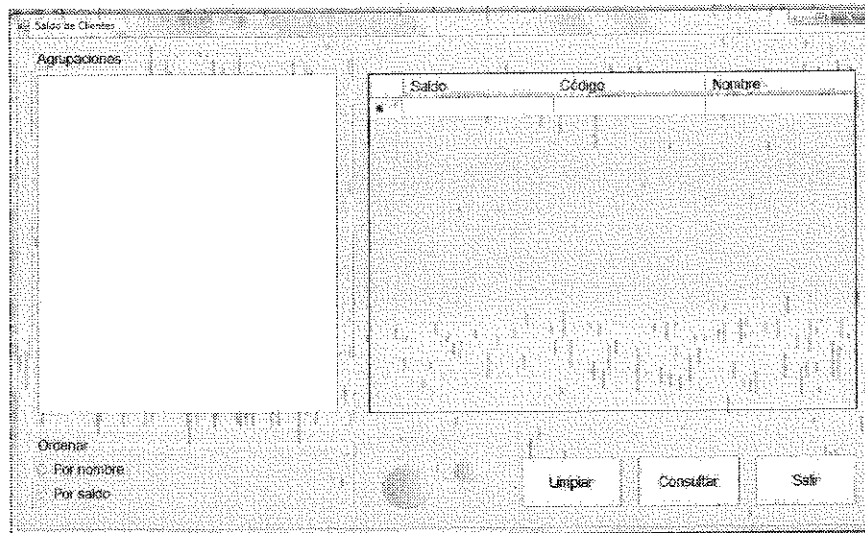 Saldo de Clientes
Agrupaciones
Saldo Código Nombre
Ordenar
Por nombre
Por saldo
Limpiar Consultar Salir